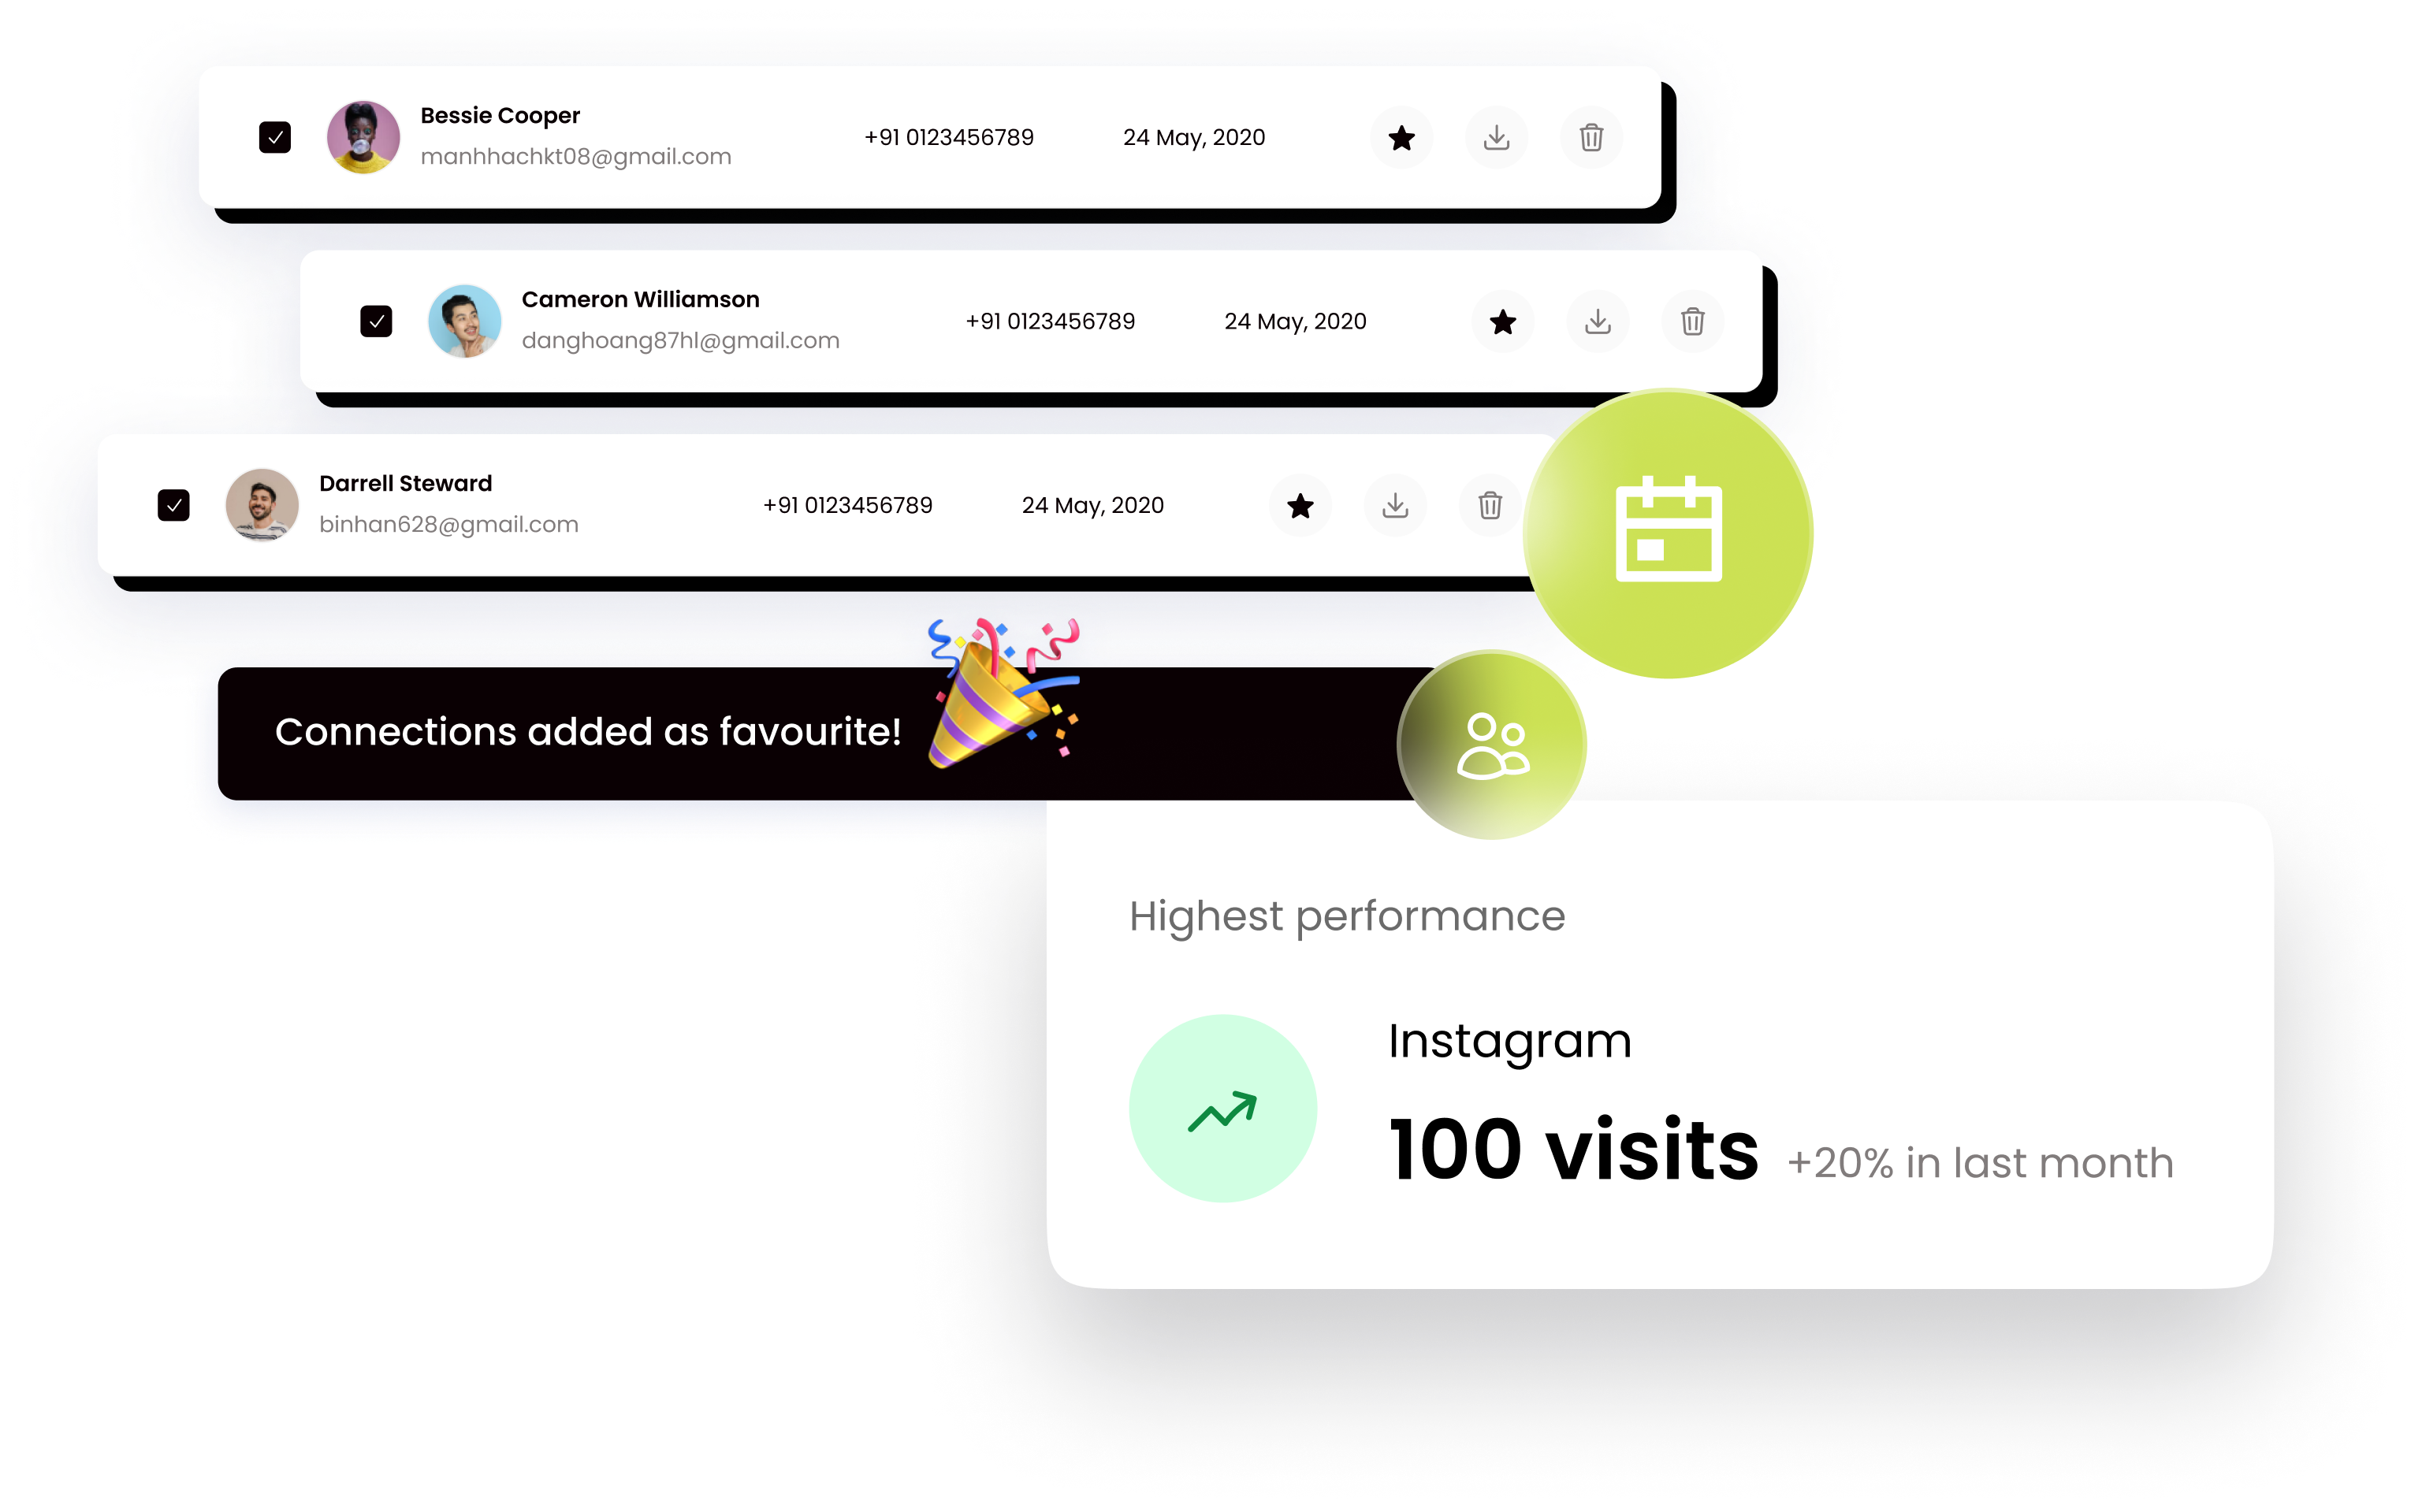 Bessie Cooper
manhhachkt08@gmail.com
+91 0123456789
24 May, 2020
Cameron Williamson
danghoang87hl@gmail.com
+91 0123456789
24 May, 2020
Darrell Steward
binhan628@gmail.com
+91 0123456789
24 May, 2020
Connections added as favourite!
Highest performance
Instagram
100 visits +20% in last month